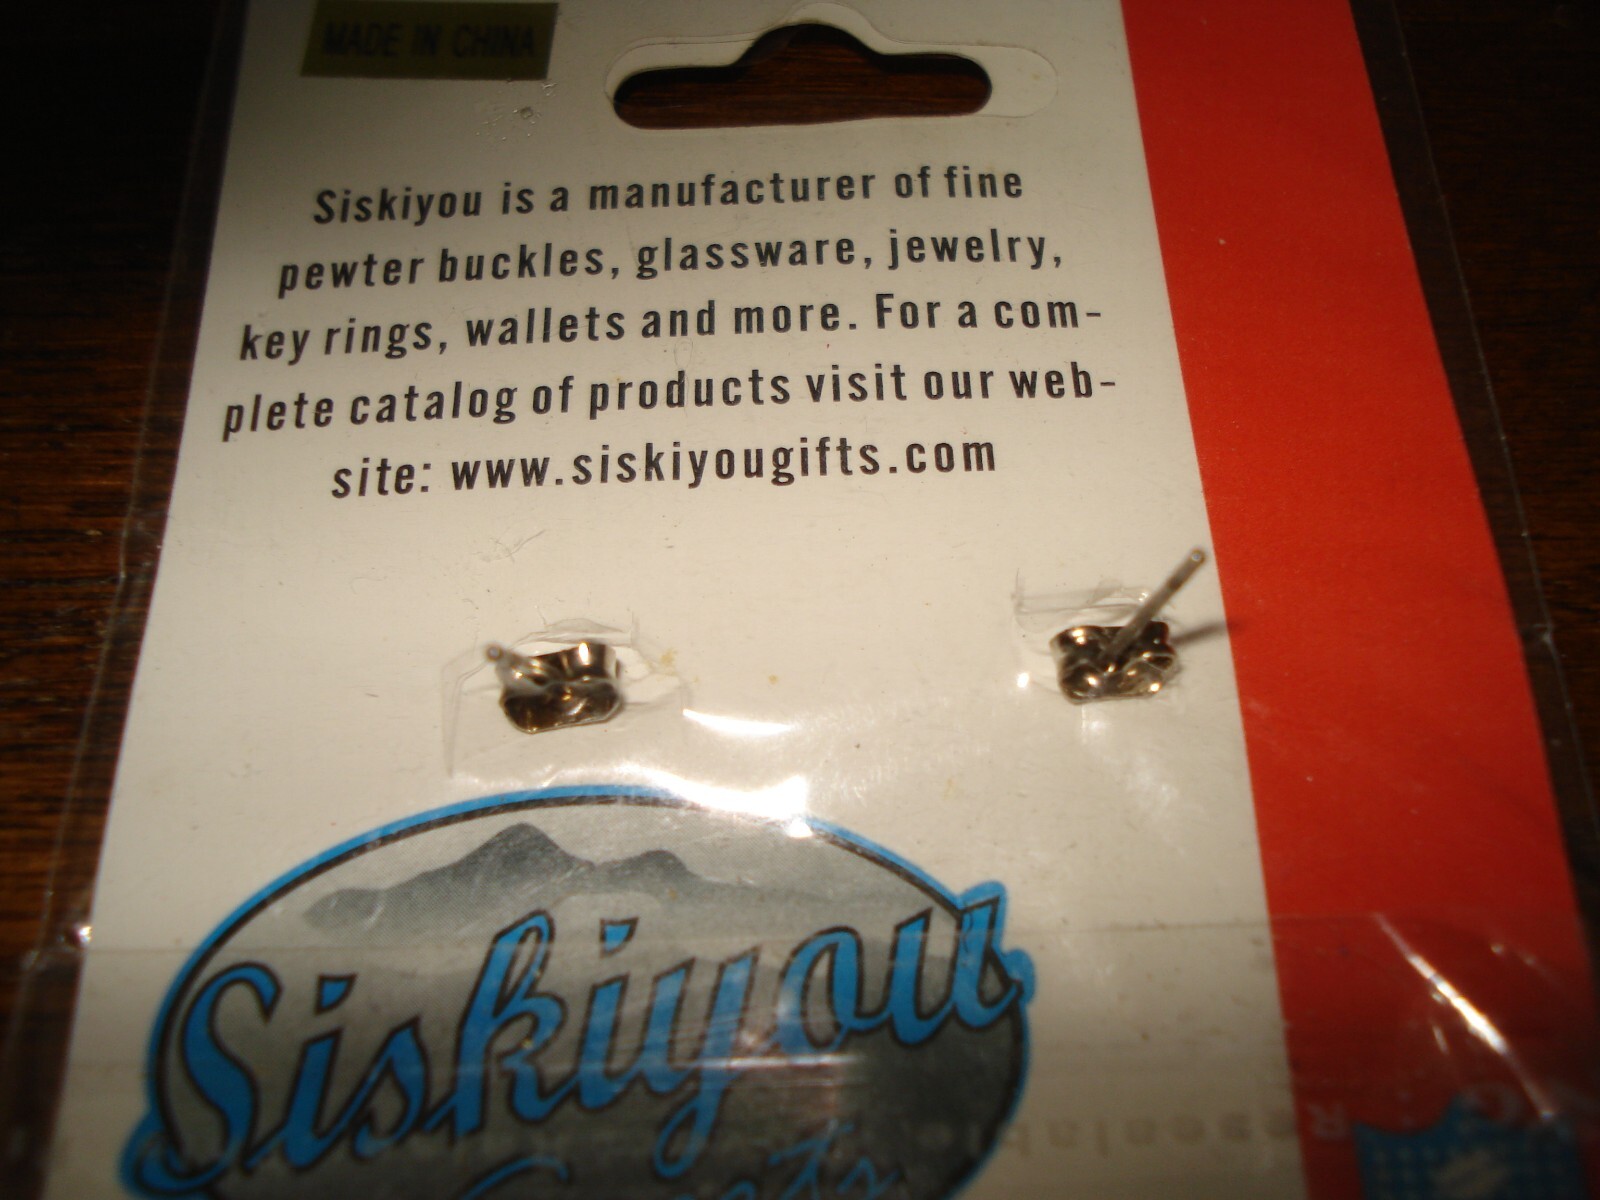 MADE IN CHINA
Siskiyou is a manufacturer of fine
pewter buckles, glassware, jewelry,
key rings, wallets and more. For a com-
plete catalog of products visit our web-
site: www.siskiyougifts.com
Siskiyou